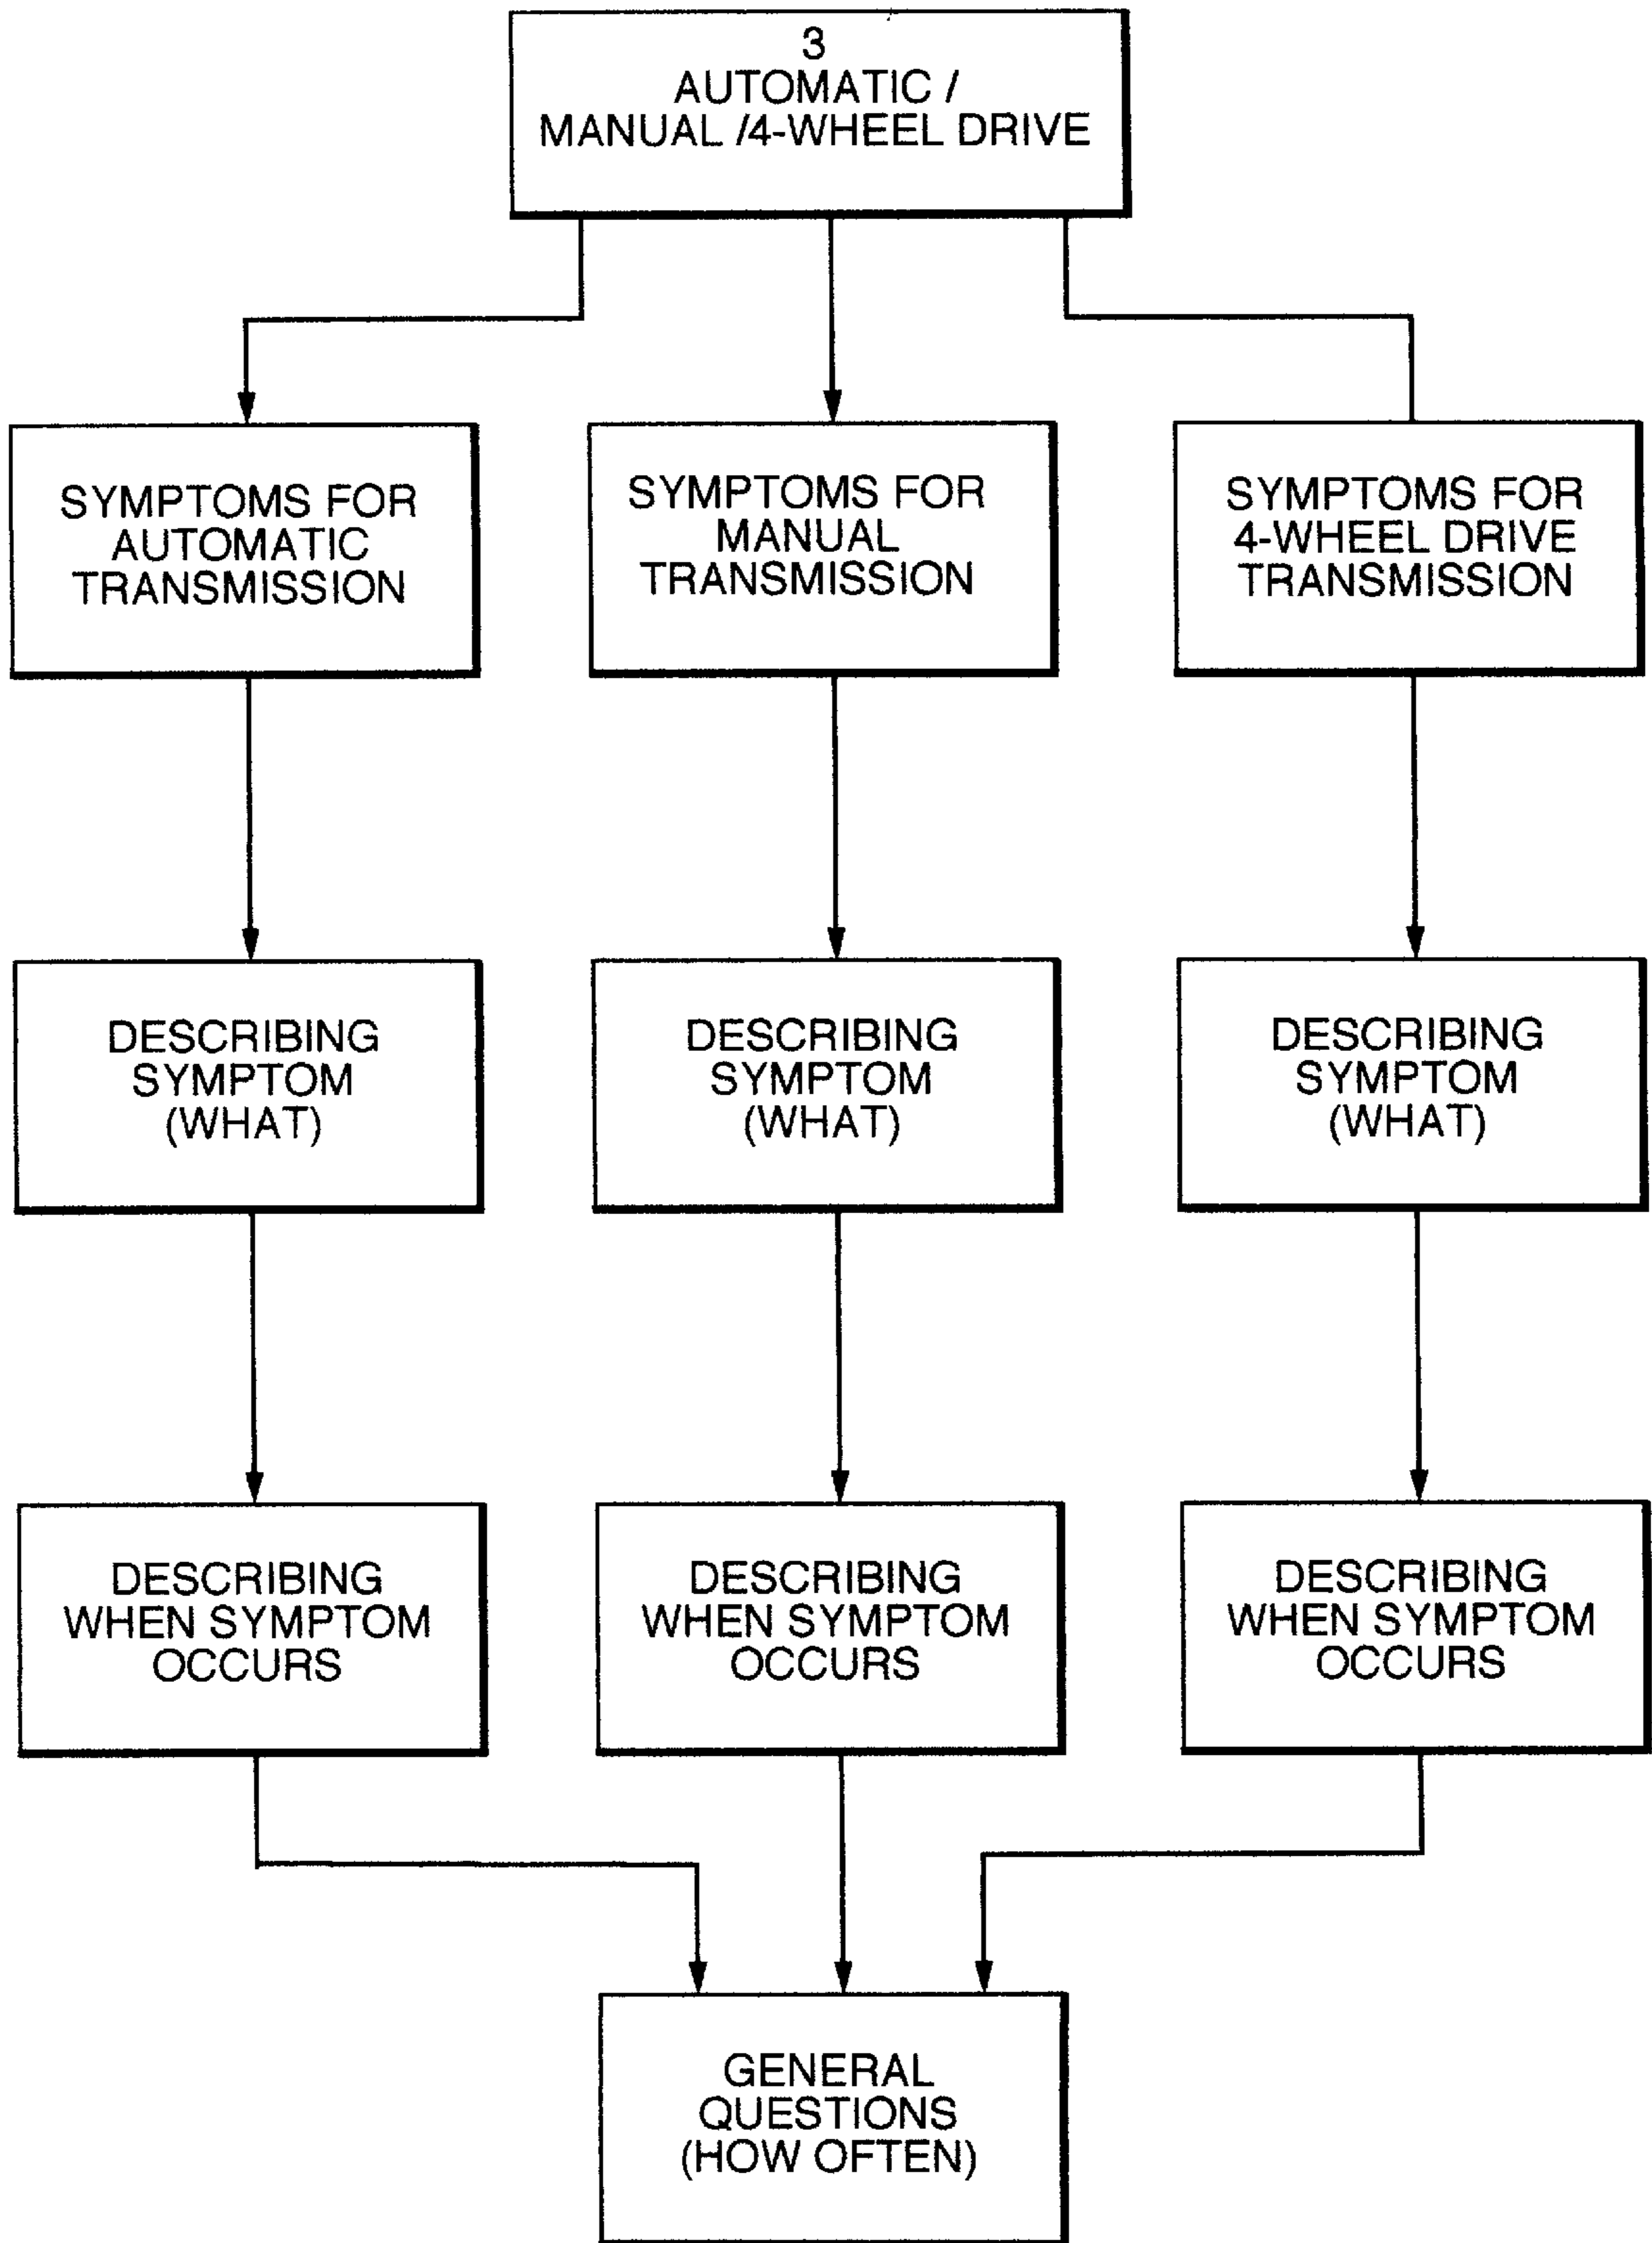 3
AUTOMATIC /
MANUAL /4-WHEEL DRIVE
SYMPTOMS FOR
AUTOMATIC
TRANSMISSION
SYMPTOMS FOR
MANUAL
TRANSMISSION
SYMPTOMS FOR
4-WHEEL DRIVE
TRANSMISSION
DESCRIBING
SYMPTOM
(WHAT)
DESCRIBING
SYMPTOM
(WHAT)
DESCRIBING
SYMPTOM
(WHAT)
DESCRIBING
WHEN SYMPTOM
OCCURS
DESCRIBING
WHEN SYMPTOM
OCCURS
DESCRIBING
WHEN SYMPTOM
OCCURS
GENERAL
QUESTIONS
(HOW OFTEN)